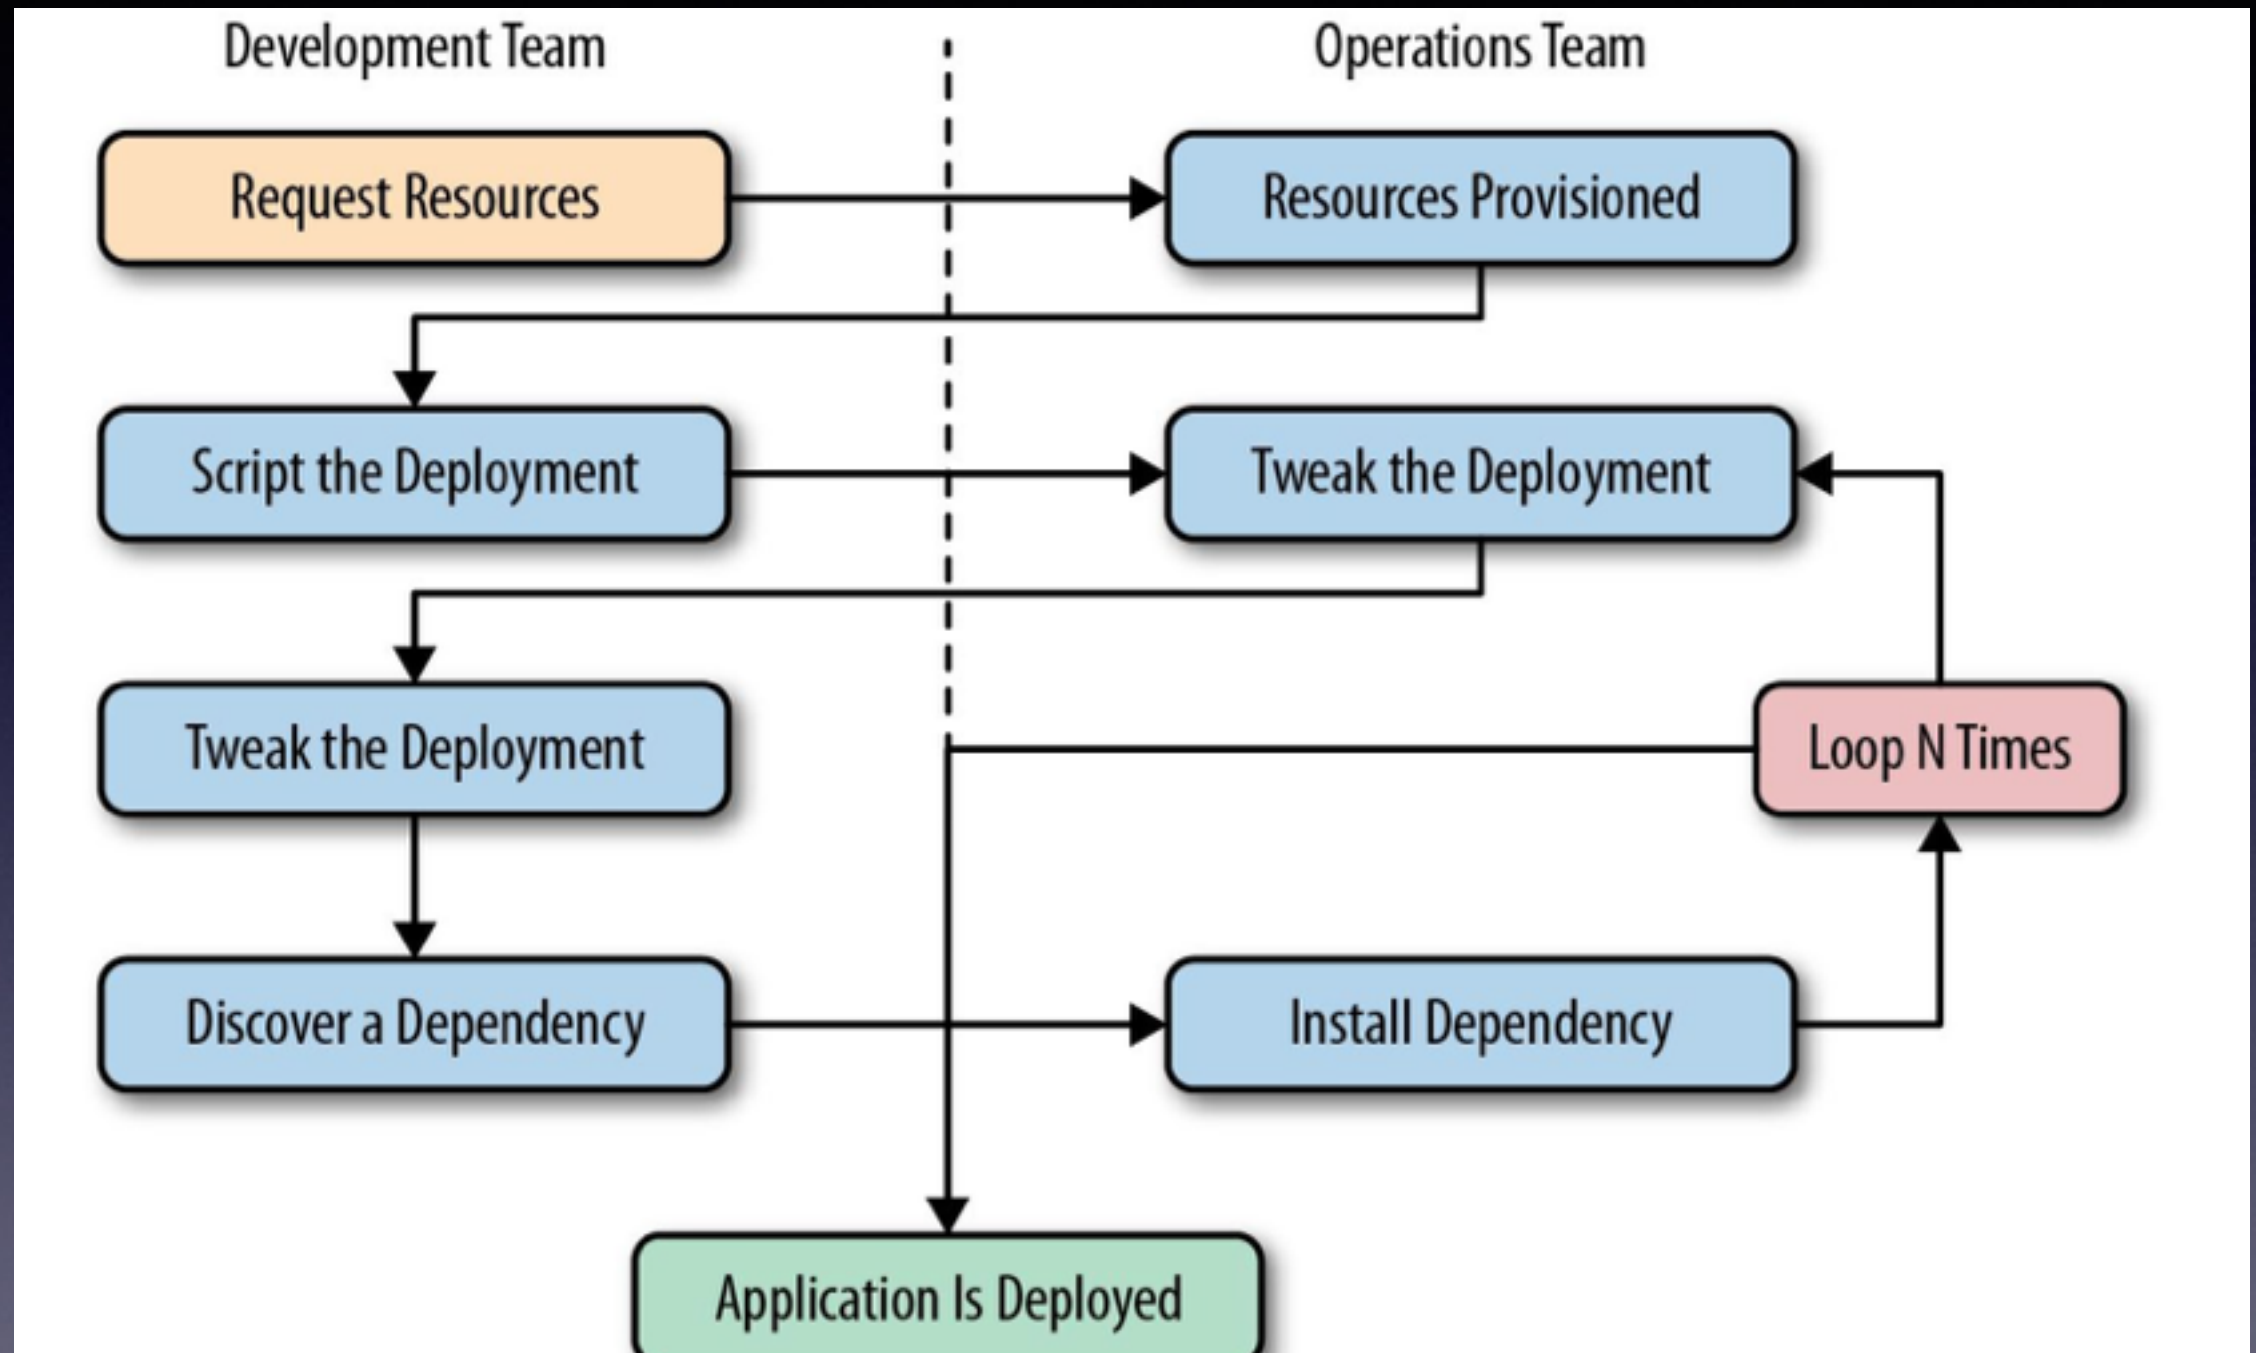 Development Team
Operations Team
Request Resources
Resources Provisioned
Script the Deployment
Tweak the Deployment
Tweak the Deployment
Loop N Times
Discover a Dependency
Install Dependency
Application Is Deployed